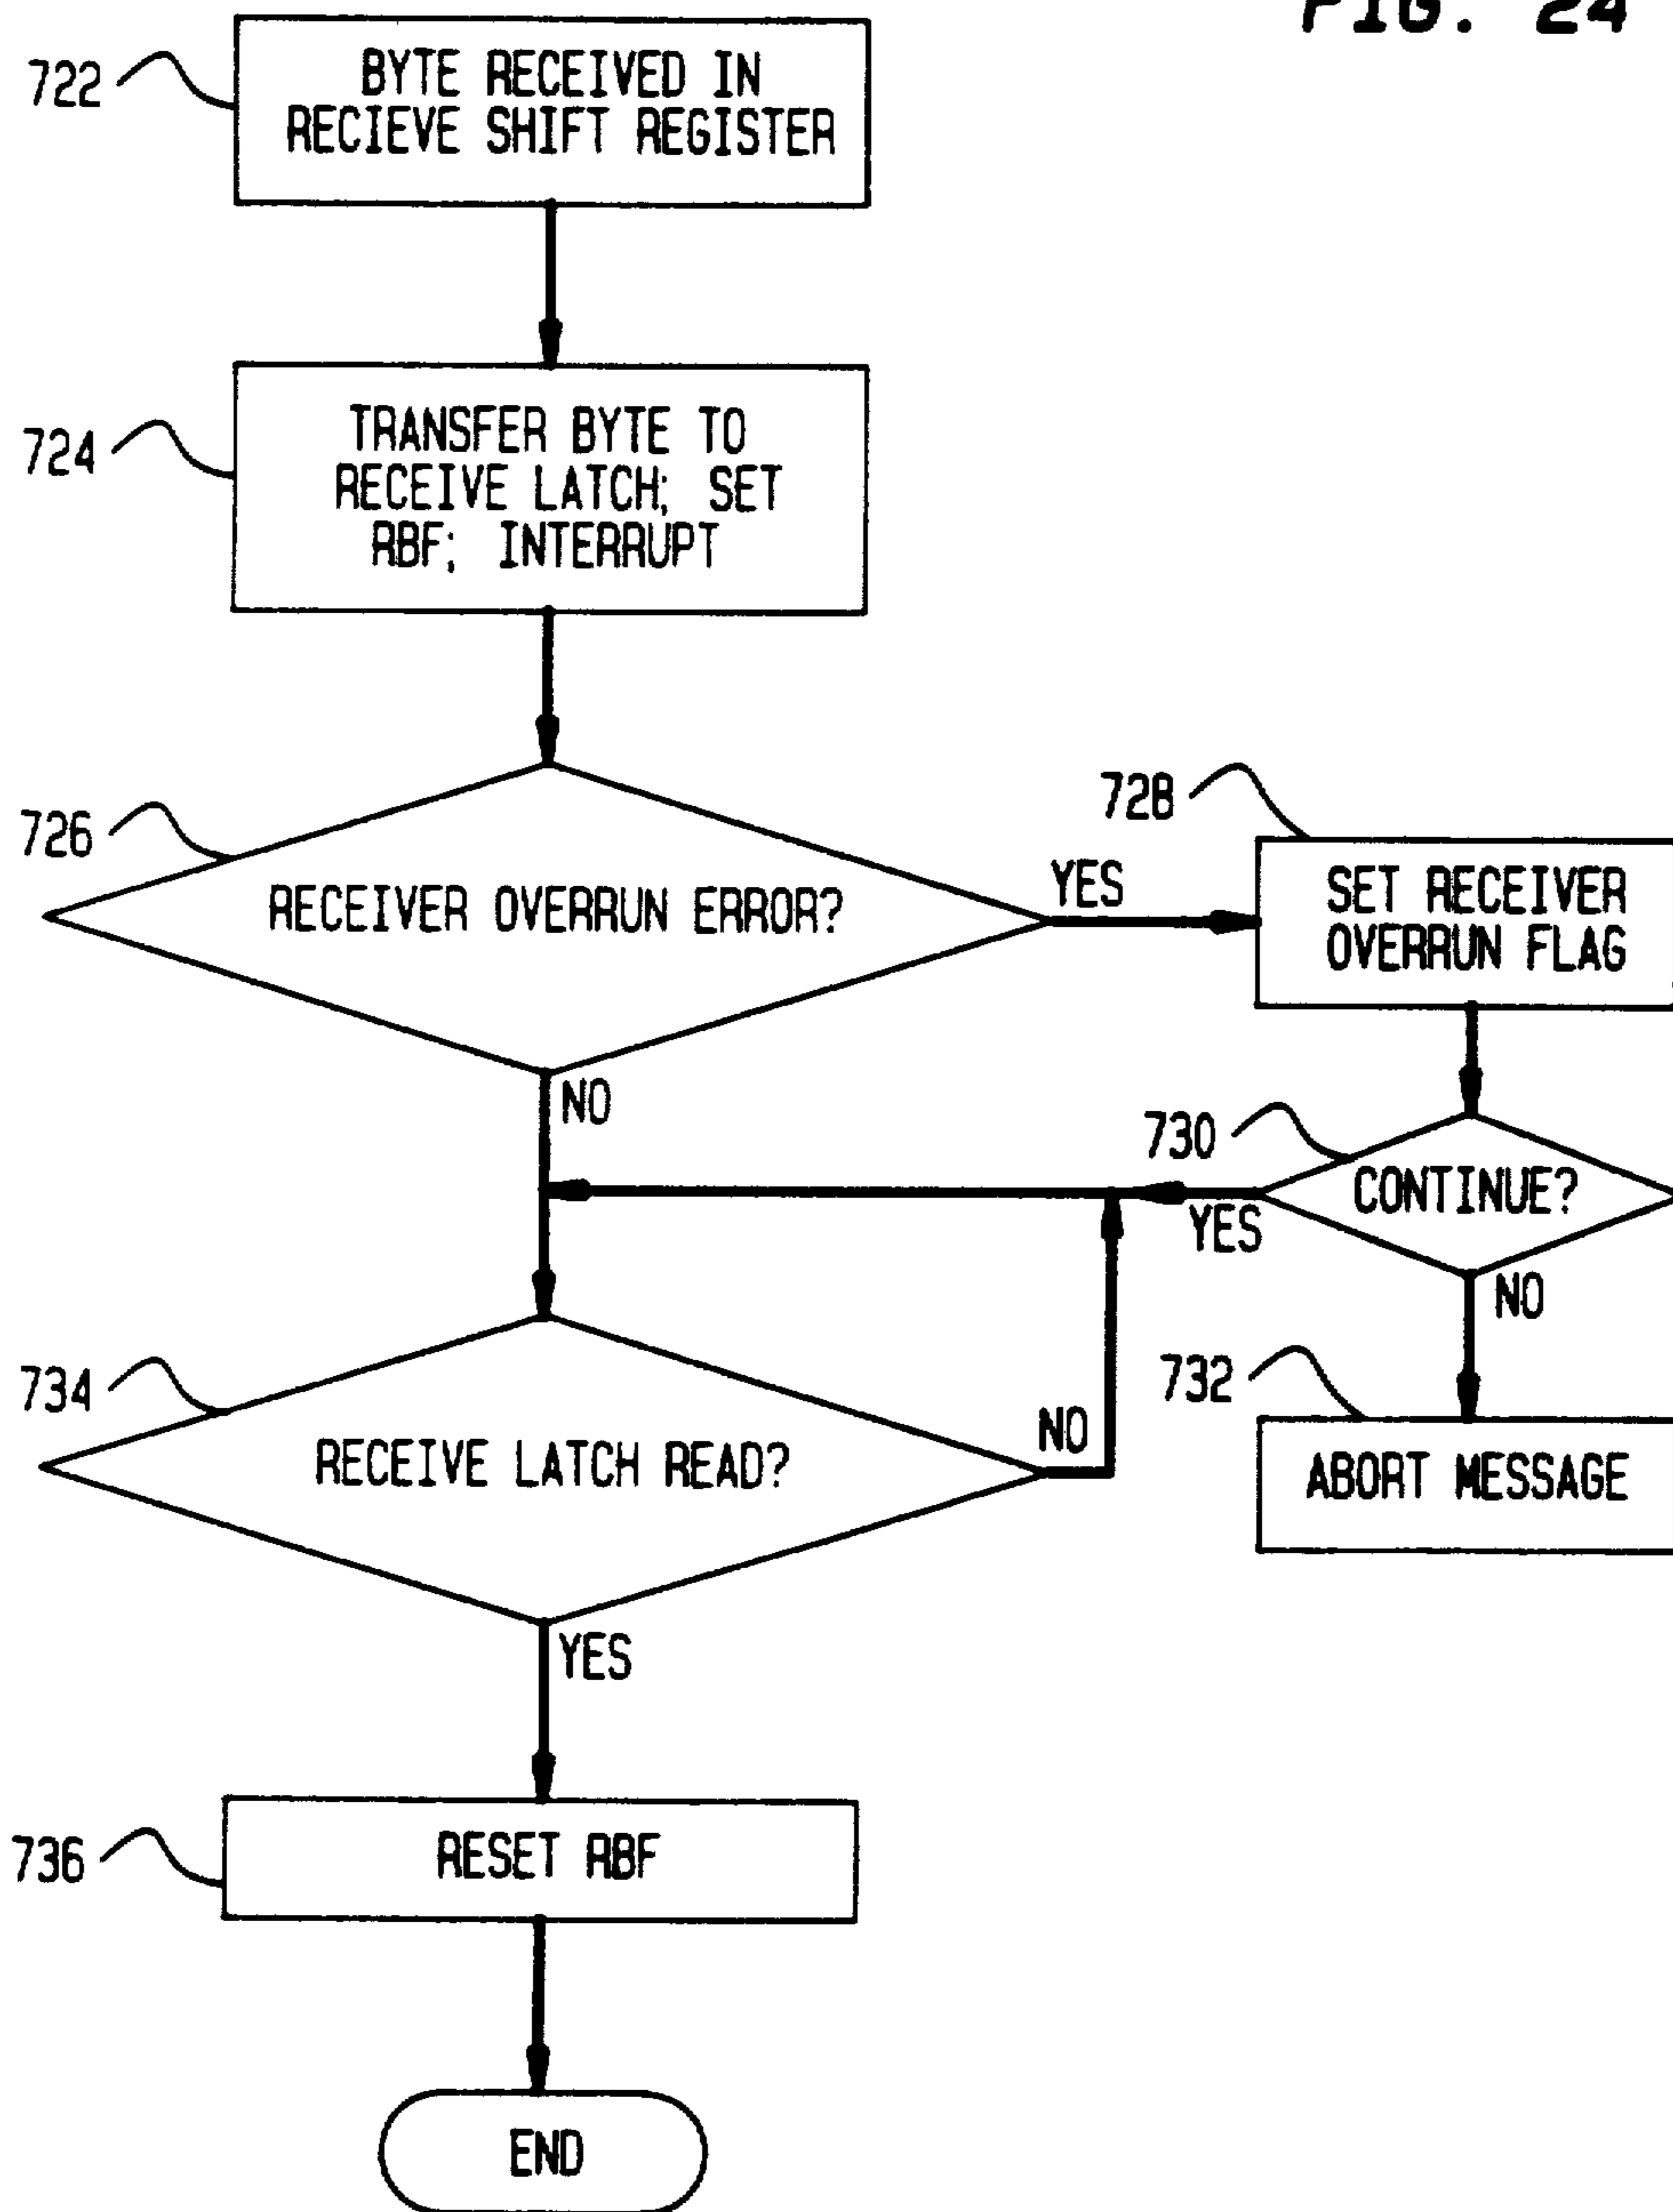 FIG. 24
722
BYTE RECEIVED IN
RECIEVE SHIFT REGISTER
724
TRANSFER BYTE TO
RECEIVE LATCH; SET
RBF; INTERRUPT
726
RECEIVER OVERRUN ERROR?
YES
728
SET RECEIVER
OVERRUN FLAG
NO
730
CONTINUE?
YES
NO
732
ABORT MESSAGE
734
RECEIVE LATCH READ?
NO
YES
736
RESET RBF
END